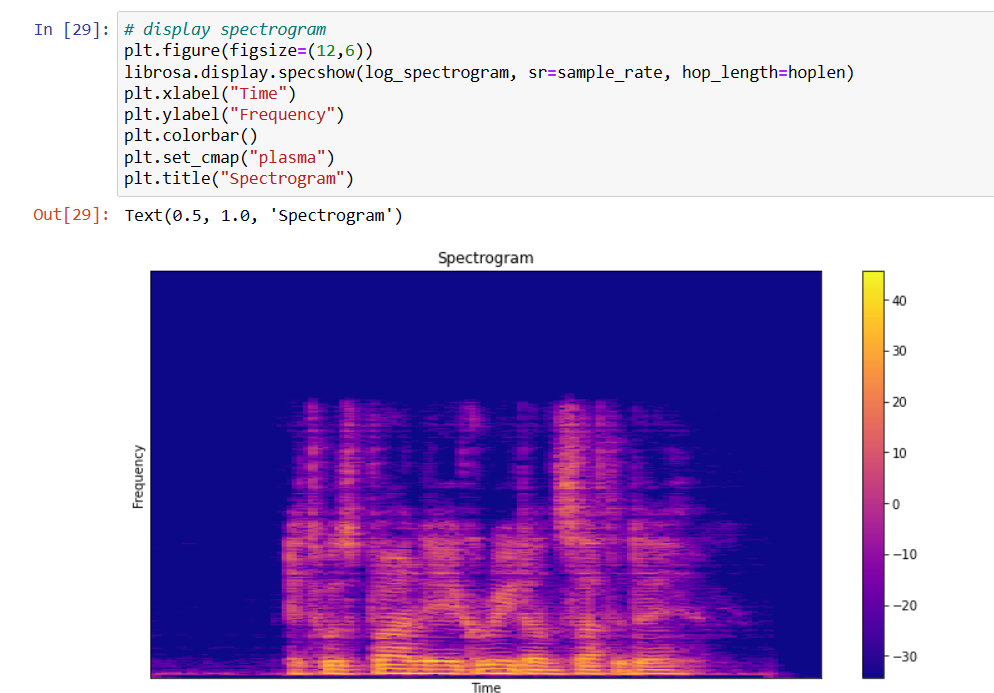 In [29]: # display spectrogram
plt.figure(figsize=(12,6))
librosa.display.specshow(log_spectrogram, sr=sample_rate, hop_length=hoplen)
plt.xlabel("Time")
plt.ylabel("Frequency")
plt.colorbar()
plt.set_cmap("plasma")
plt.title("Spectrogram")
Out[29]: Text(0.5, 1.0, 'Spectrogram')
Spectrogram
Frequency
Time
40
30
20
10
0
−10
−20
−30